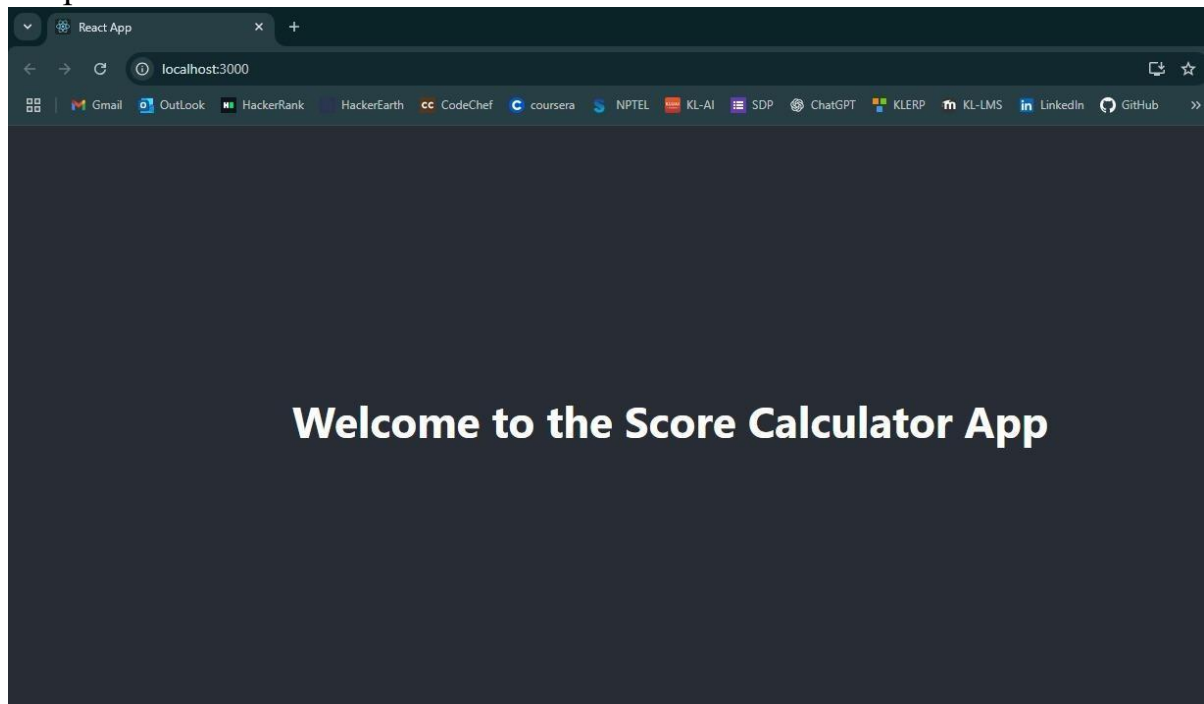 React App
localhost:3000
Gmail OutLook HackerRank HackerEarth CodeChef coursera NPTEL KL-AI SDP ChatGPT KLERP KL-LMS LinkedIn GitHub
Welcome to the Score Calculator App